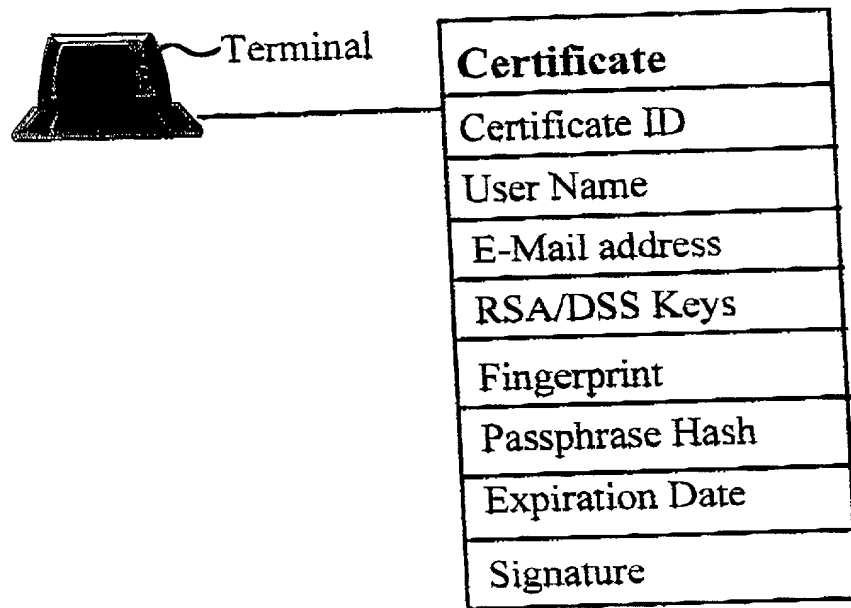 Terminal
Certificate
Certificate ID
User Name
E-Mail address
RSA/DSS Keys
Fingerprint
Passphrase Hash
Expiration Date
Signature